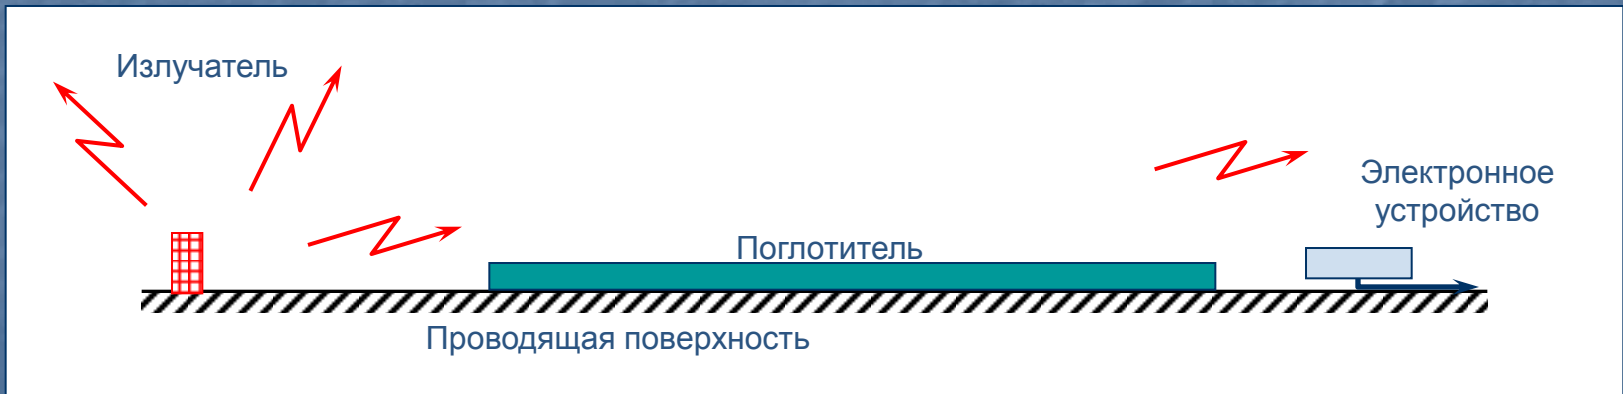 Излучатель
Электронное
устройство
Поглотитель
Проводящая поверхность